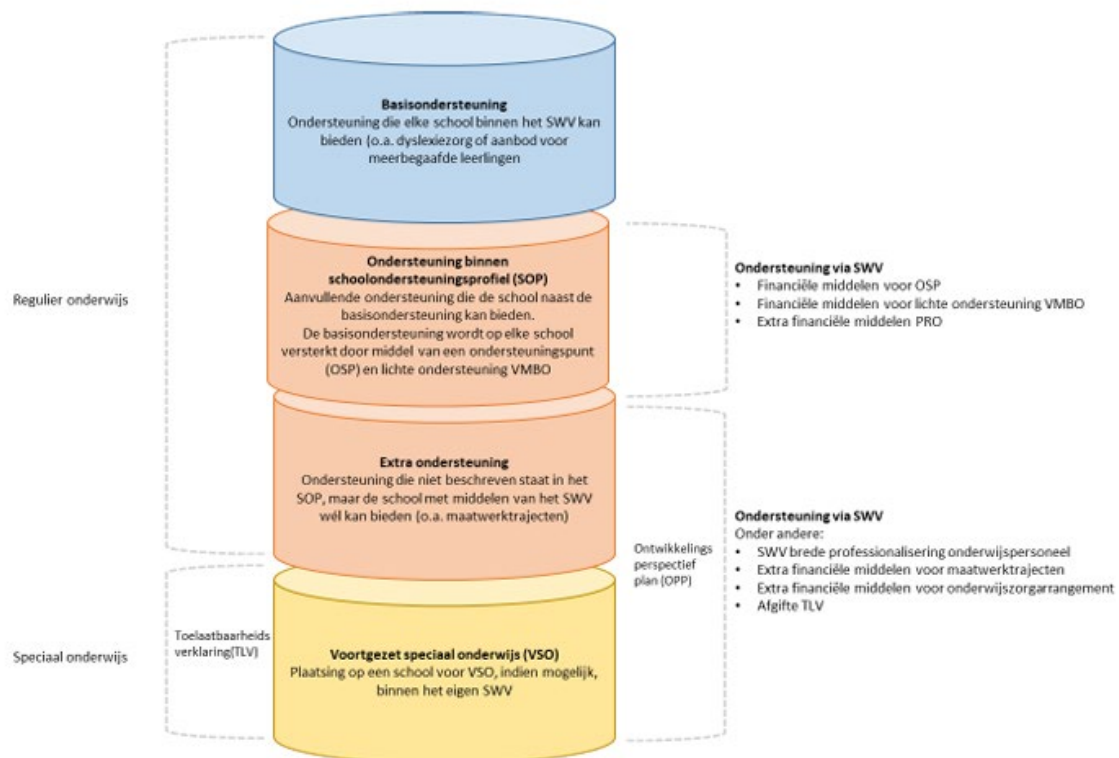 Basisondersteuning
Ondersteuning die elke school binnen het SWV kan
bieden (o.a. dyslexiezorg of aanbod voor
meerbegaafde leerlingen
Regulier onderwijs
Ondersteuning binnen
schoolondersteuningsprofiel (SOP)
Aanvullende ondersteuning die de school naast de
basisondersteuning kan bieden.
De basisondersteuning wordt op elke school
versterkt door middel van een ondersteuningspunt
(OSP) en lichte ondersteuning VMBO
Ondersteuning via SWV
• Financiële middelen voor OSP
• Financiële middelen voor lichte ondersteuning VMBO
• Extra financiële middelen PRO
Extra ondersteuning
Ondersteuning die niet beschreven staat in het
SOP, maar de school met middelen van het SWV
wél kan bieden (o.a. maatwerktrajecten)
Ontwikkelings
perspectief
plan (OPP)
Ondersteuning via SWV
Onder andere:
• SWV brede professionalisering onderwijspersoneel
• Extra financiële middelen voor maatwerktrajecten
• Extra financiële middelen voor onderwijszorgarrangement
• Afgifte TLV
Speciaal onderwijs
Toelaatbaarheids
verklaring(TLV)
Voortgezet speciaal onderwijs (VSO)
Plaatsing op een school voor VSO, indien mogelijk,
binnen het eigen SWV